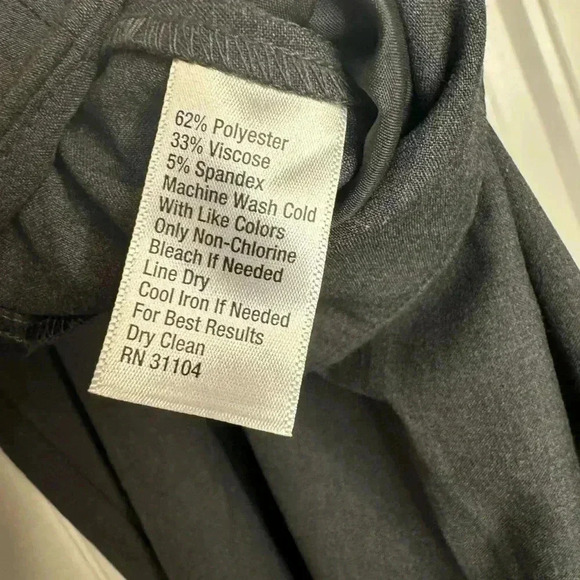 62% Polyester
33% Viscose
5% Spandex
Machine Wash Cold
With Like Colors
Only Non-Chlorine
Bleach If Needed
Line Dry
Cool Iron If Needed
For Best Results
Dry Clean
RN 31104